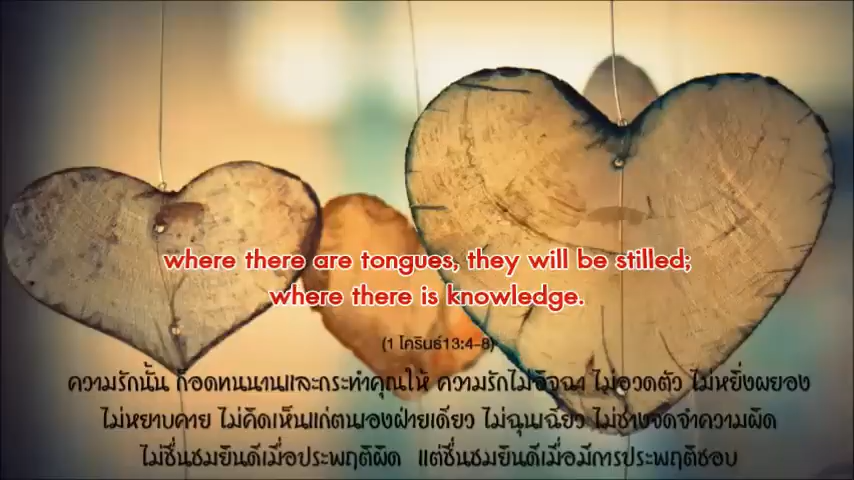 where there are tongues, they will be stilled;
where there is knowledge.
(1 โครินธ์13:4-8)
ความรักนั้น ก็อดทนนานและกระทำคุณให้ ความรักไม่อิจฉา ไม่อวดตัว ไม่หยิ่งผยอง
ไม่หยาบคาย ไม่คิดเห็นแก่ตนเองฝ่ายเดียว ไม่ฉุนเฉียว ไม่ช่างจดจำความผิด
ไม่ชื่นชมยินดีเมื่อประพฤติผิด แต่ชื่นชมยินดีเมื่อมีการประพฤติชอบ